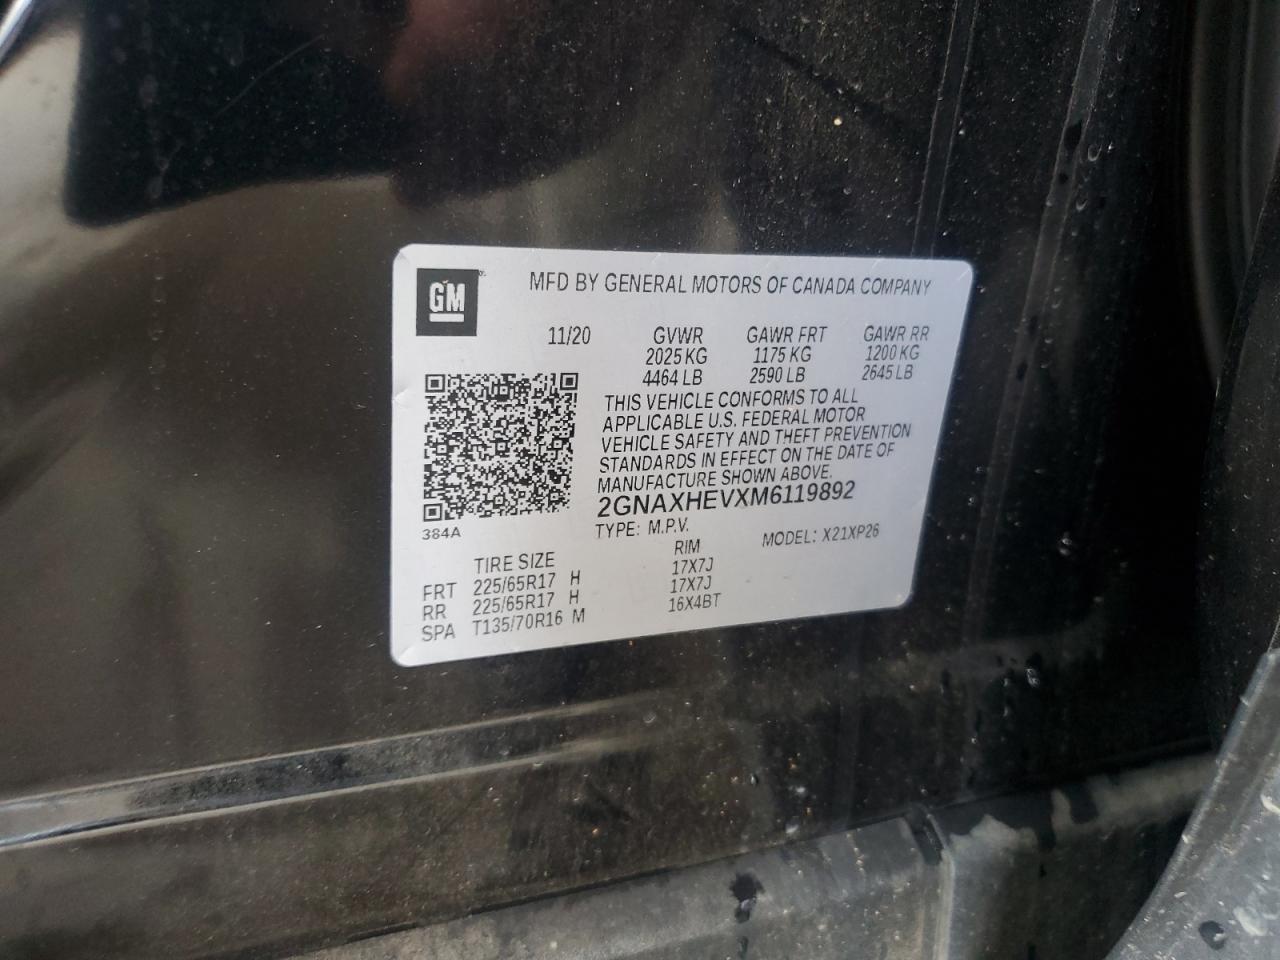 GM
MFD BY GENERAL MOTORS OF CANADA COMPANY
11/20 GVWR GAWR FRT GAWR RR
2025 KG 1175 KG 1200 KG
4464 LB 2590 LB 2645 LB
THIS VEHICLE CONFORMS TO ALL
APPLICABLE U.S. FEDERAL MOTOR
VEHICLE SAFETY AND THEFT PREVENTION
STANDARDS IN EFFECT ON THE DATE OF
MANUFACTURE SHOWN ABOVE.
2GNAXHEVXM6119892
384A
TYPE: M.P.V. MODEL: X21XP26
TIRE SIZE RIM
FRT 225/65R17 H 17X7J
RR 225/65R17 H 17X7J
SPA T135/70R16 M 16X4BT